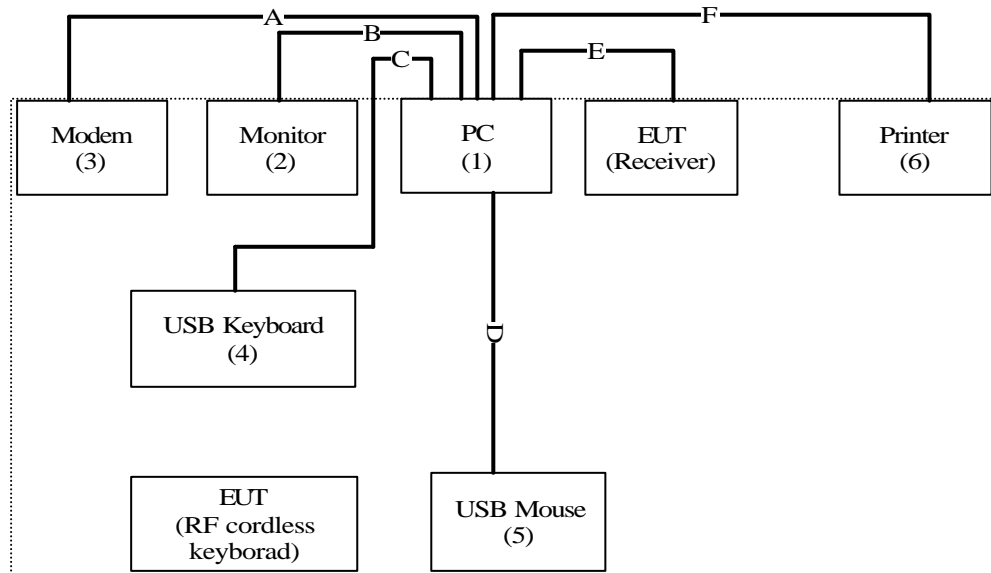 A
F
B
C
E
Modem
(3)
Monitor
(2)
PC
(1)
EUT
(Receiver)
Printer
(6)
USB Keyboard
(4)
D
EUT
(RF cordless
keyborad)
USB Mouse
(5)